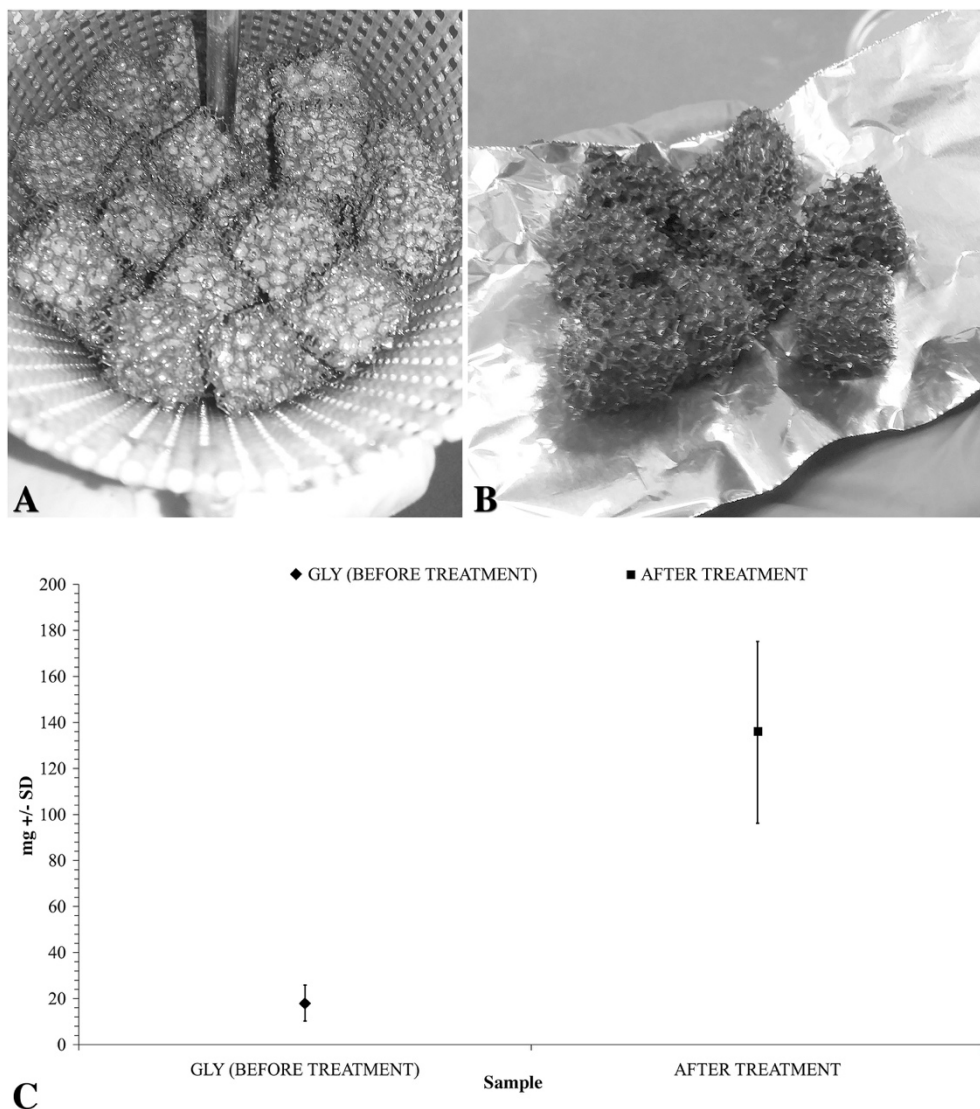 A
B
GLY (BEFORE TREATMENT) AFTER TREATMENT
200
180
160
140
120
100
80
60
40
20
0
mg +/- SD
GLY (BEFORE TREATMENT) AFTER TREATMENT
Sample
C